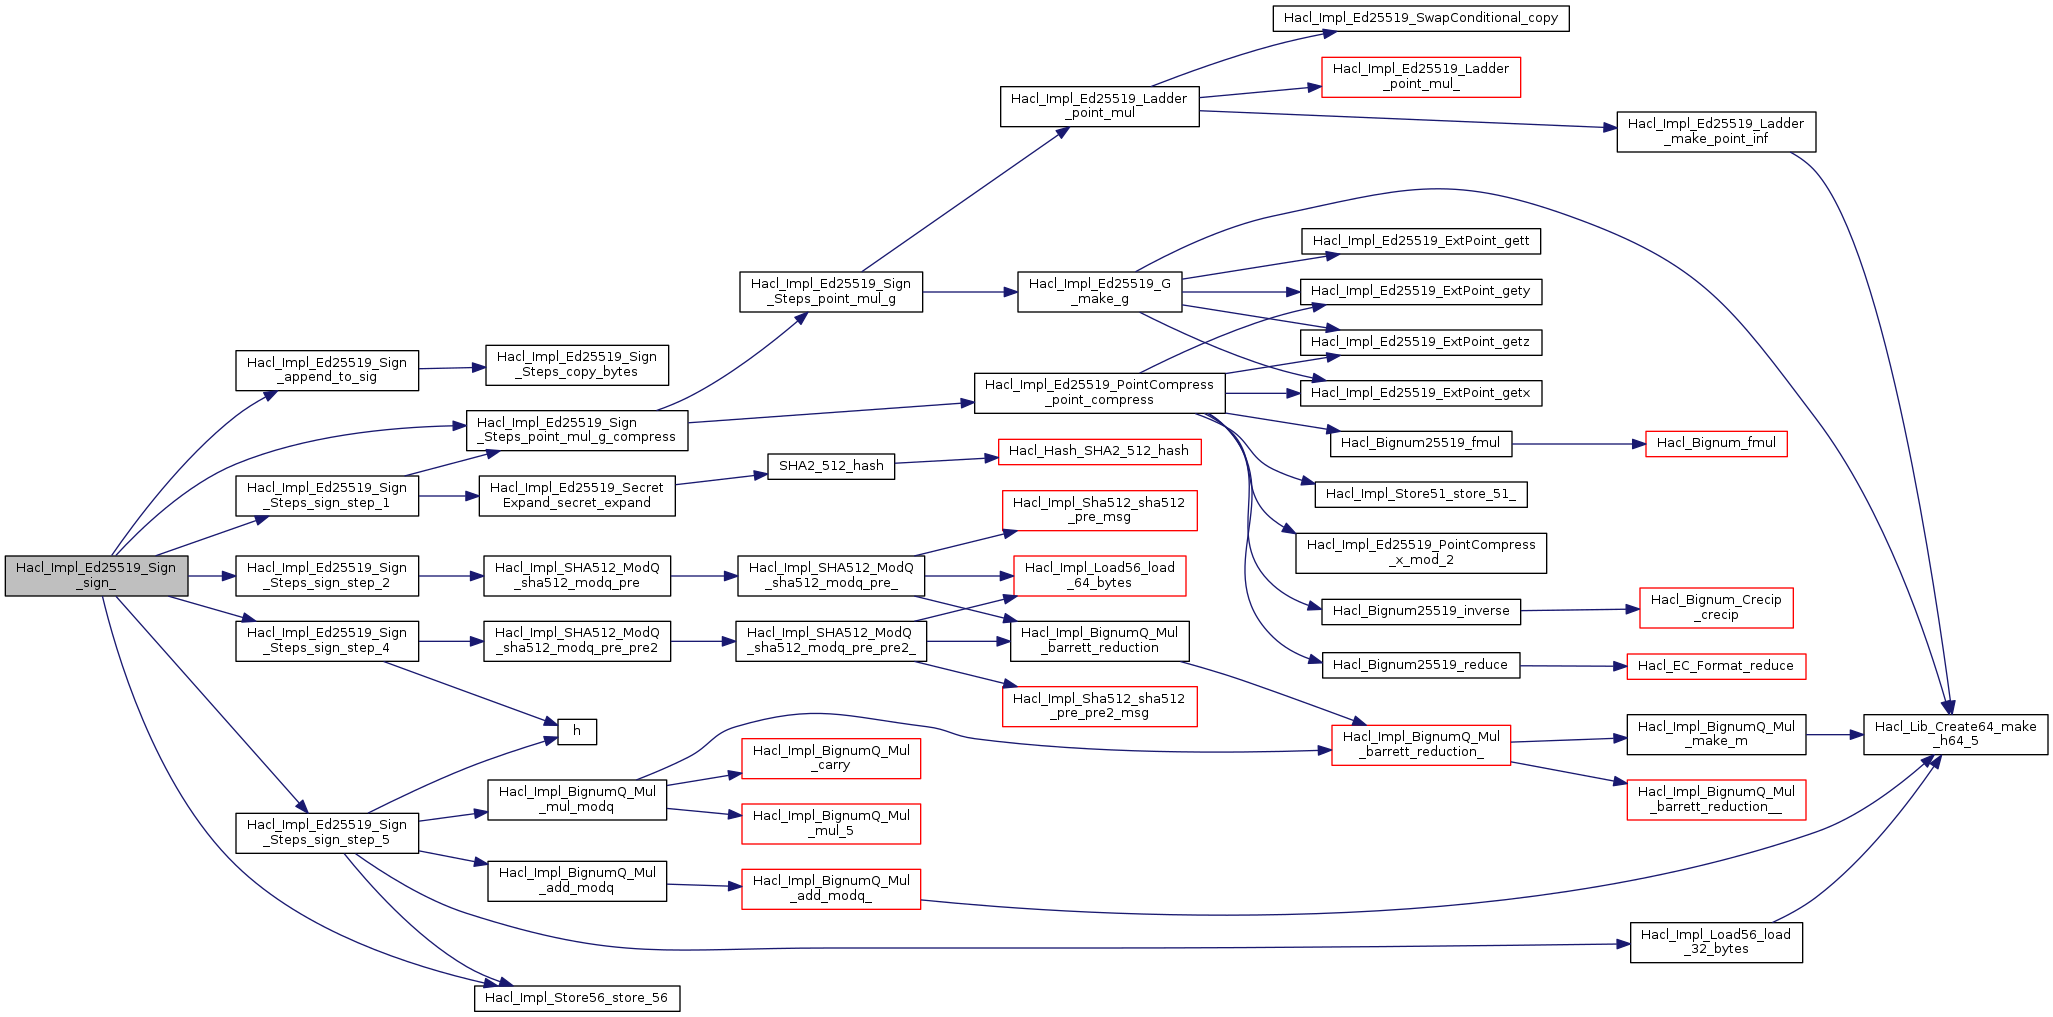 Hacl_Impl_Ed25519_Sign
_sign_
Hacl_Impl_Ed25519_Sign
_append_to_sig
Hacl_Impl_Ed25519_Sign
_Steps_copy_bytes
Hacl_Impl_Ed25519_Sign
_Steps_point_mul_g_compress
Hacl_Impl_Ed25519_Sign
_Steps_sign_step_1
Hacl_Impl_Ed25519_Secret
Expand_secret_expand
Hacl_Impl_Ed25519_Sign
_Steps_sign_step_2
Hacl_Impl_SHA512_ModQ
_sha512_modq_pre
Hacl_Impl_Ed25519_Sign
_Steps_sign_step_4
Hacl_Impl_SHA512_ModQ
_sha512_modq_pre_pre2
h
Hacl_Impl_Ed25519_Sign
_Steps_sign_step_5
Hacl_Impl_BignumQ_Mul
_mul_modq
Hacl_Impl_BignumQ_Mul
_add_modq
Hacl_Impl_Store56_store_56
Hacl_Impl_Ed25519_Sign
_Steps_point_mul_g
SHA2_512_hash
Hacl_Impl_SHA512_ModQ
_sha512_modq_pre_
Hacl_Impl_SHA512_ModQ
_sha512_modq_pre_pre2_
Hacl_Impl_BignumQ_Mul
_carry
Hacl_Impl_BignumQ_Mul
_mul_5
Hacl_Impl_BignumQ_Mul
_add_modq_
Hacl_Impl_Ed25519_Ladder
_point_mul
Hacl_Impl_Ed25519_G
_make_g
Hacl_Impl_Ed25519_PointCompress
_point_compress
Hacl_Hash_SHA2_512_hash
Hacl_Impl_Sha512_sha512
_pre_msg
Hacl_Impl_Load56_load
_64_bytes
Hacl_Impl_BignumQ_Mul
_barrett_reduction
Hacl_Impl_Sha512_sha512
_pre_pre2_msg
Hacl_Impl_Ed25519_SwapConditional_copy
Hacl_Impl_Ed25519_Ladder
_point_mul_
Hacl_Impl_Ed25519_ExtPoint_gett
Hacl_Impl_Ed25519_ExtPoint_gety
Hacl_Impl_Ed25519_ExtPoint_getz
Hacl_Impl_Ed25519_ExtPoint_getx
Hacl_Bignum25519_fmul
Hacl_Impl_Store51_store_51_
Hacl_Impl_Ed25519_PointCompress
_x_mod_2
Hacl_Bignum25519_inverse
Hacl_Bignum25519_reduce
Hacl_Impl_BignumQ_Mul
_barrett_reduction_
Hacl_Impl_Ed25519_Ladder
_make_point_inf
Hacl_Bignum_fmul
Hacl_Bignum_Crecip
_crecip
Hacl_EC_Format_reduce
Hacl_Impl_BignumQ_Mul
_make_m
Hacl_Impl_BignumQ_Mul
_barrett_reduction__
Hacl_Impl_Load56_load
_32_bytes
Hacl_Lib_Create64_make
_h64_5